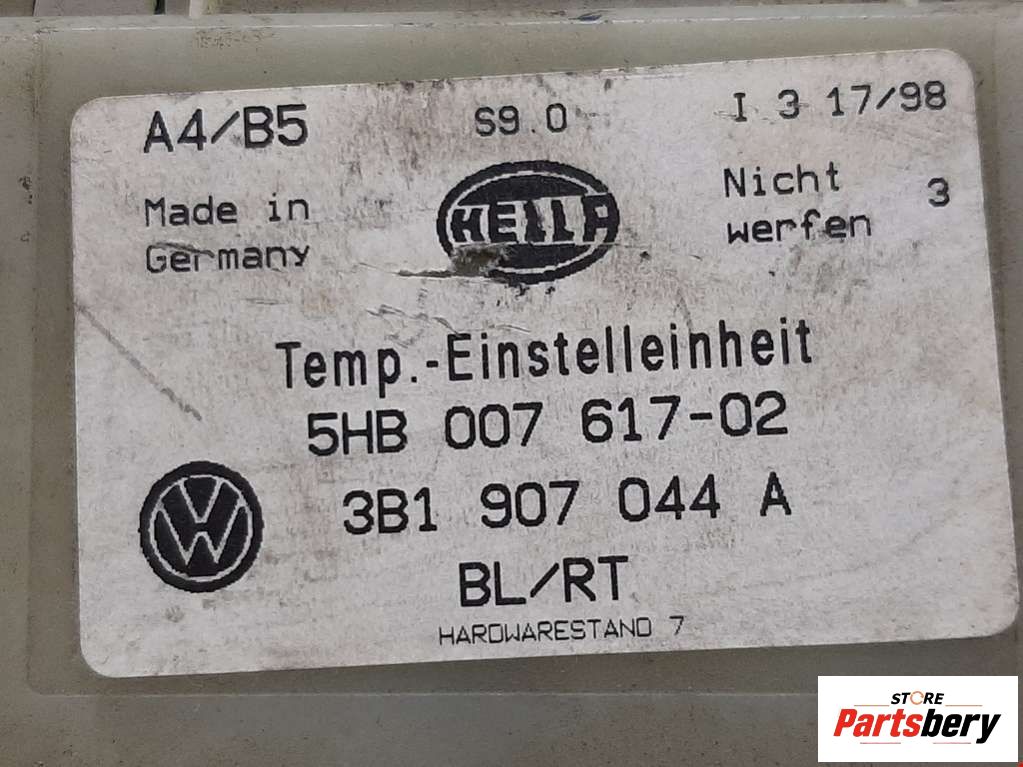 A4/B5 S9.0 I 3 17/98
Made in
Germany
HELLA
Nicht 3
werfen
Temp.-Einstelleinheit
5HB 007 617-02
VW
3B1 907 044 A
BL/RT
HARDWARESTAND 7
STORE
Partsbery